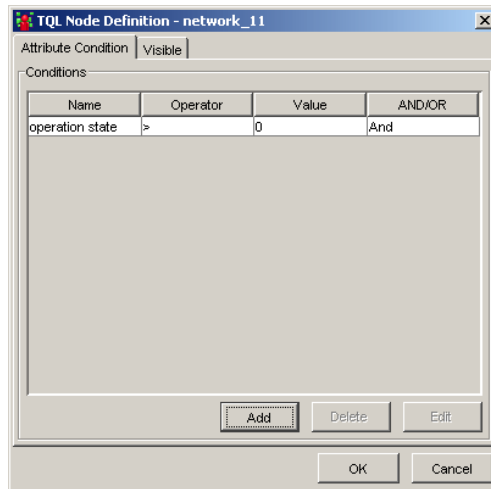 TQL Node Definition - network_11
Attribute Condition Visible
Conditions
Name Operator Value AND/OR
operation state > 0 And
Add Delete Edit
OK Cancel